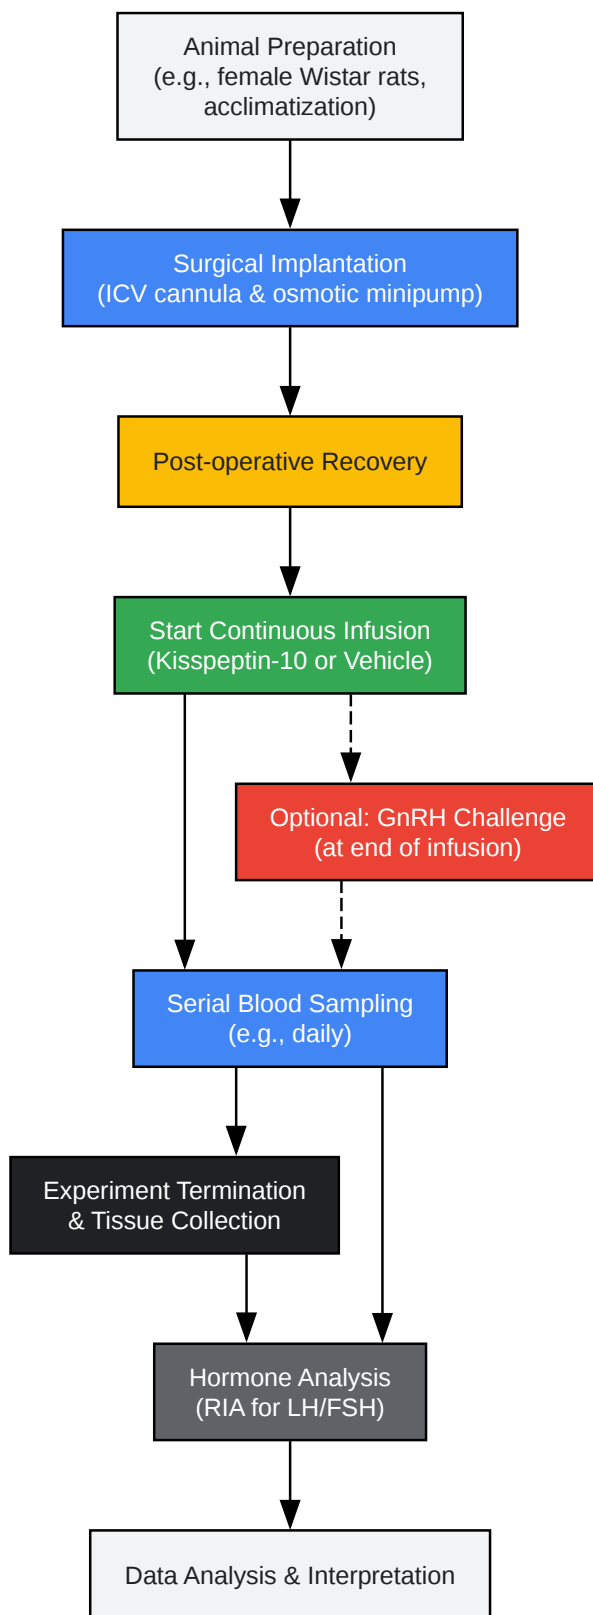 Animal Preparation
(e.g., female Wistar rats,
acclimatization)
Surgical Implantation
(ICV cannula & osmotic minipump)
Post-operative Recovery
Start Continuous Infusion
(Kisspeptin-10 or Vehicle)
Optional: GnRH Challenge
(at end of infusion)
Serial Blood Sampling
(e.g., daily)
Experiment Termination
& Tissue Collection
Hormone Analysis
(RIA for LH/FSH)
Data Analysis & Interpretation